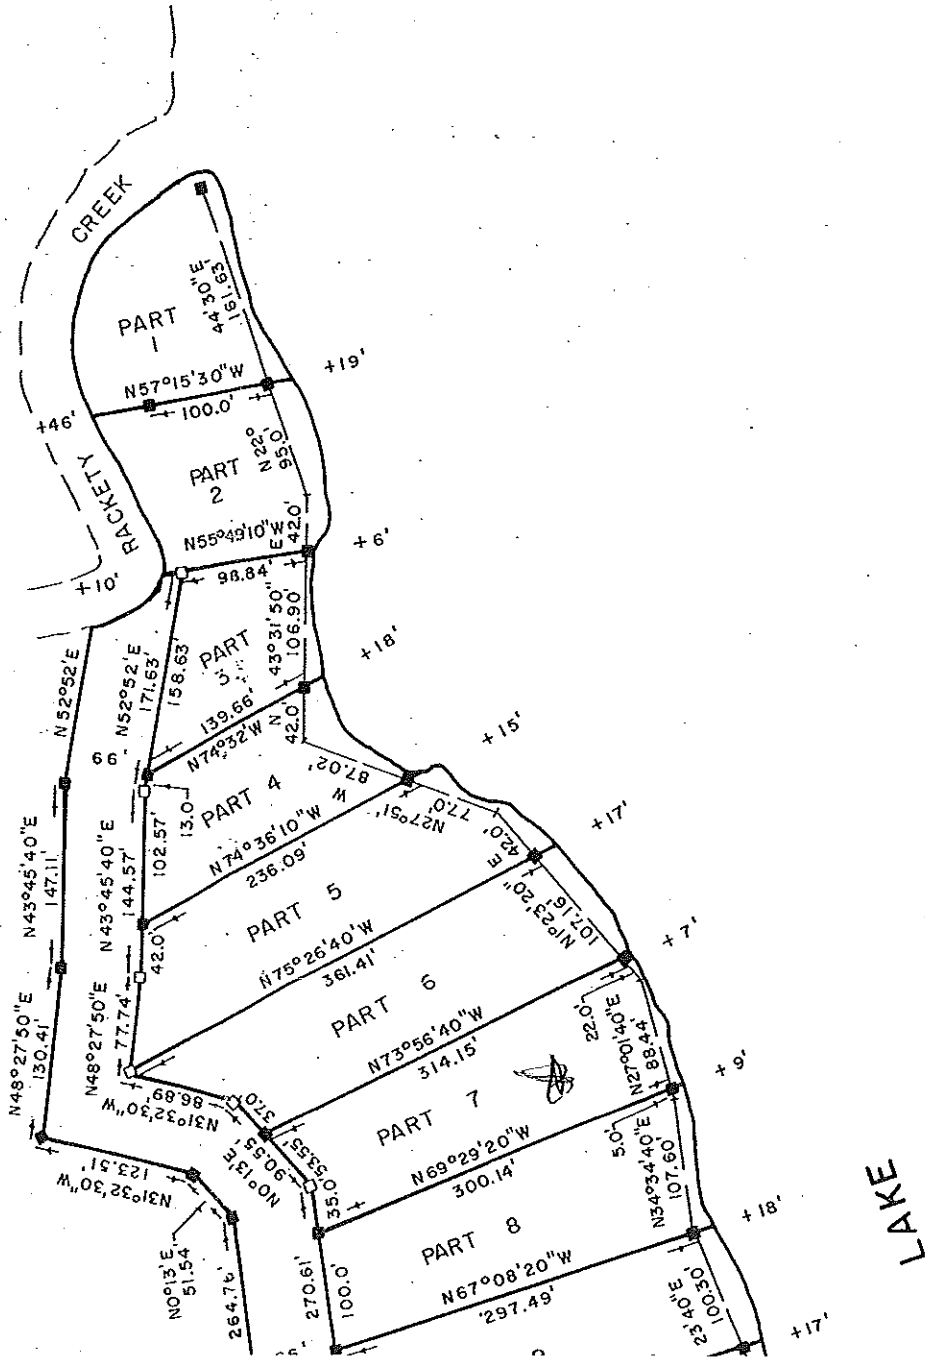 CREEK
44'30"E
161.63'
PART
1
N57°15'30"W
100.0'
+19'
+46'
N22°
95.0'
PART
2
RACKETY
N55°49'10"W
42.0'
E
+6'
98.84'
+10'
N52°52'E
N52°52'E
171.63'
158.63'
PART
3
43°31'50"
106.90'
+18'
139.66'
N74°32'W
N
42.0'
66'
13.0
87.02'
W
+15'
PART 4
N43°45'40"E
147.11'
N43°45'40"E
144.57'
102.57'
N74°36'10"W
236.09'
77.0'
N27°51'
42.0'
E
+17'
PART 5
42.0'
N1°23'20"
107.16'
N75°26'40'W
361.41'
+7'
N48°27'50"E
130.41'
N48°27'50"E
77.74'
PART 6
22.0'
N27°01'40"E
88.44'
86.89'
N31°32'30"W
37.0'
N73°56'40"W
314.15'
+9'
123.51'
N31°32'30"W
N0°13'E
90.55'
53.55'
PART 7
5.0'
N34°34'40"E
107.60'
N69°29'20"W
300.14'
35.0'
N0°13'E
51.54
+18'
LAKE
PART 8
264.76'
270.61'
100.0'
N67°08'20"W
297.49'
23'40"E
100.30'
+17'